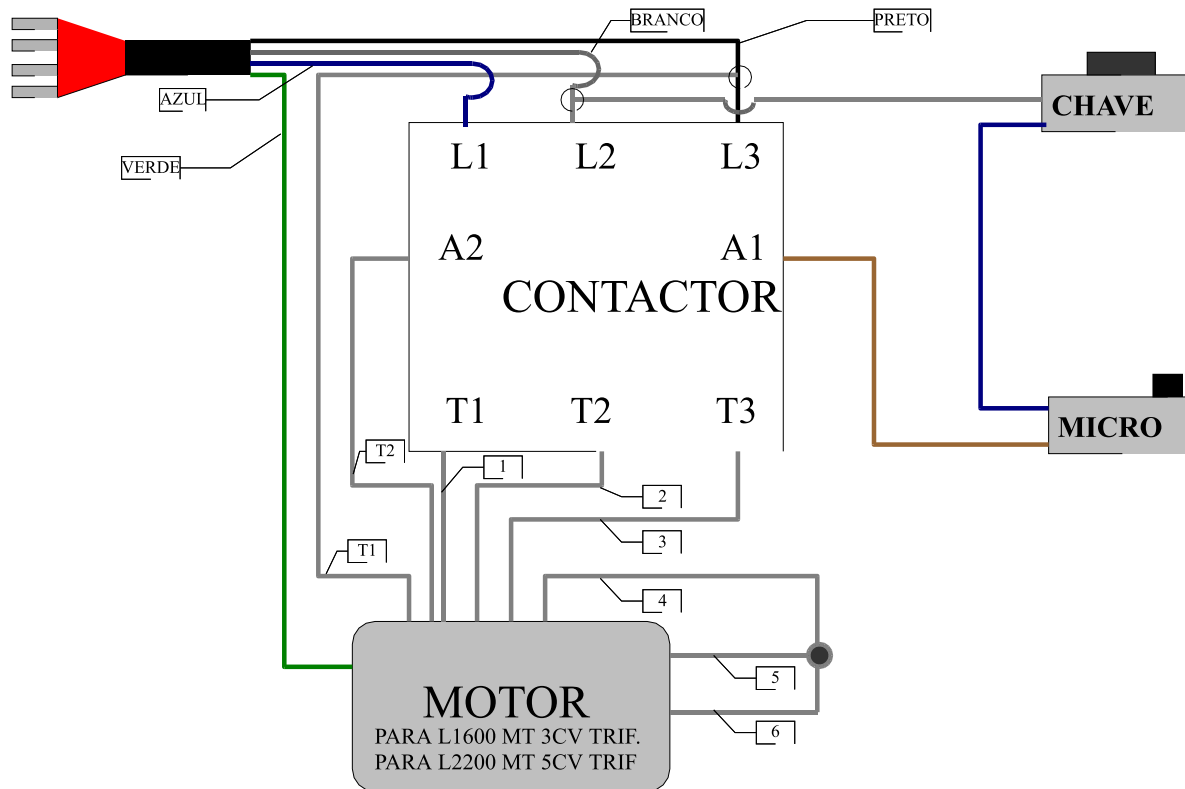 BRANCO
PRETO
AZUL
CHAVE
VERDE
L1
L2
L3
A2
A1
CONTACTOR
T1
T2
T3
MICRO
T2
1
2
3
T1
4
5
6
MOTOR
PARA L1600 MT 3CV TRIF.
PARA L2200 MT 5CV TRIF